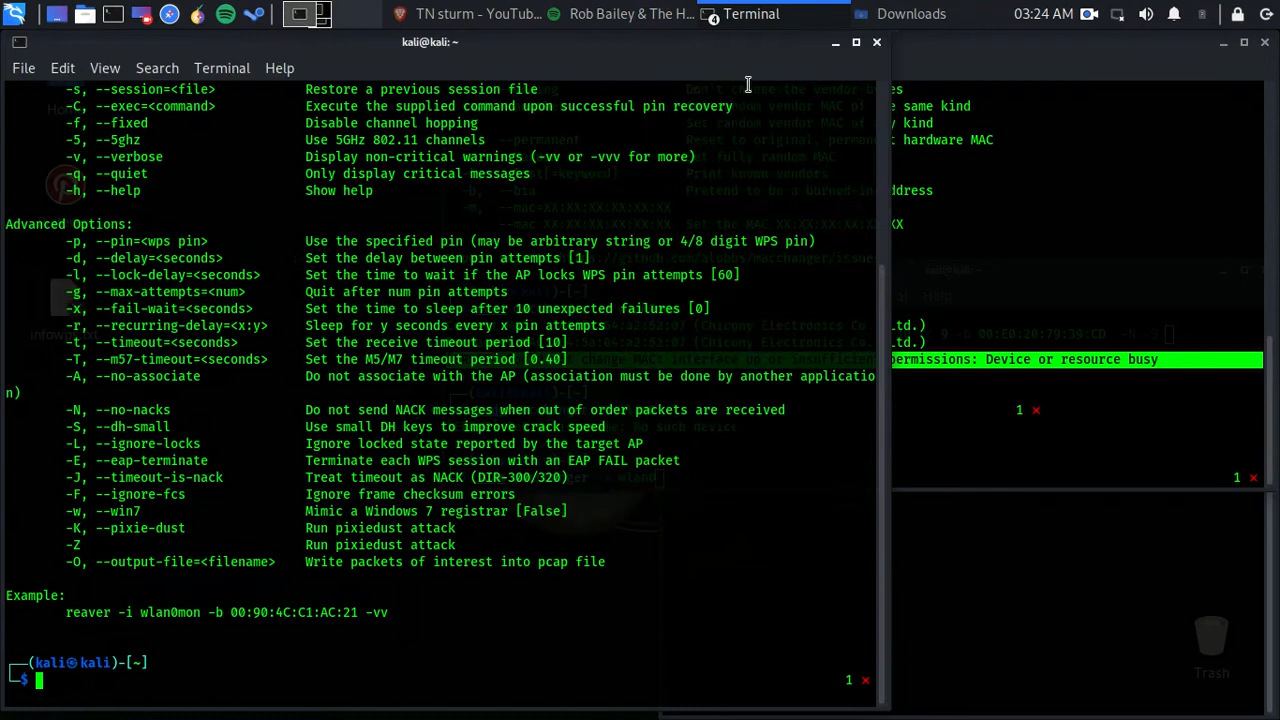 TN sturm - YouTub...
Rob Bailey & The H...
4
Terminal
Downloads
03:24 AM
kali@kali: ~
File Edit View Search Terminal Help
-s, --session=<file> Restore a previous session file
-C, --exec=<command> Execute the supplied command upon successful pin recovery
-f, --fixed Disable channel hopping
-5, --5ghz Use 5GHz 802.11 channels
-v, --verbose Display non-critical warnings (-vv or -vvv for more)
-q, --quiet Only display critical messages
-h, --help Show help
Advanced Options:
-p, --pin=<wps pin> Use the specified pin (may be arbitrary string or 4/8 digit WPS pin)
-d, --delay=<seconds> Set the delay between pin attempts [1]
-l, --lock-delay=<seconds> Set the time to wait if the AP locks WPS pin attempts [60]
-g, --max-attempts=<num> Quit after num pin attempts
-x, --fail-wait=<seconds> Set the time to sleep after 10 unexpected failures [0]
-r, --recurring-delay=<x:y> Sleep for y seconds every x pin attempts
-t, --timeout=<seconds> Set the receive timeout period [10]
-T, --m57-timeout=<seconds> Set the M5/M7 timeout period [0.40]
-A, --no-associate Do not associate with the AP (association must be done by another applicatio
n)
-N, --no-nacks Do not send NACK messages when out of order packets are received
-S, --dh-small Use small DH keys to improve crack speed
-L, --ignore-locks Ignore locked state reported by the target AP
-E, --eap-terminate Terminate each WPS session with an EAP FAIL packet
-J, --timeout-is-nack Treat timeout as NACK (DIR-300/320)
-F, --ignore-fcs Ignore frame checksum errors
-w, --win7 Mimic a Windows 7 registrar [False]
-K, --pixie-dust Run pixiedust attack
-Z Run pixiedust attack
-O, --output-file=<filename> Write packets of interest into pcap file
Example:
reaver -i wlan0mon -b 00:90:4C:C1:AC:21 -vv
┌──(kali㉿kali)-[~]
└─$
1 ×
same kind
kind
hardware MAC
address
XX
Ltd.)
Ltd.)
permissions: Device or resource busy
1 ×
1 ×
Trash